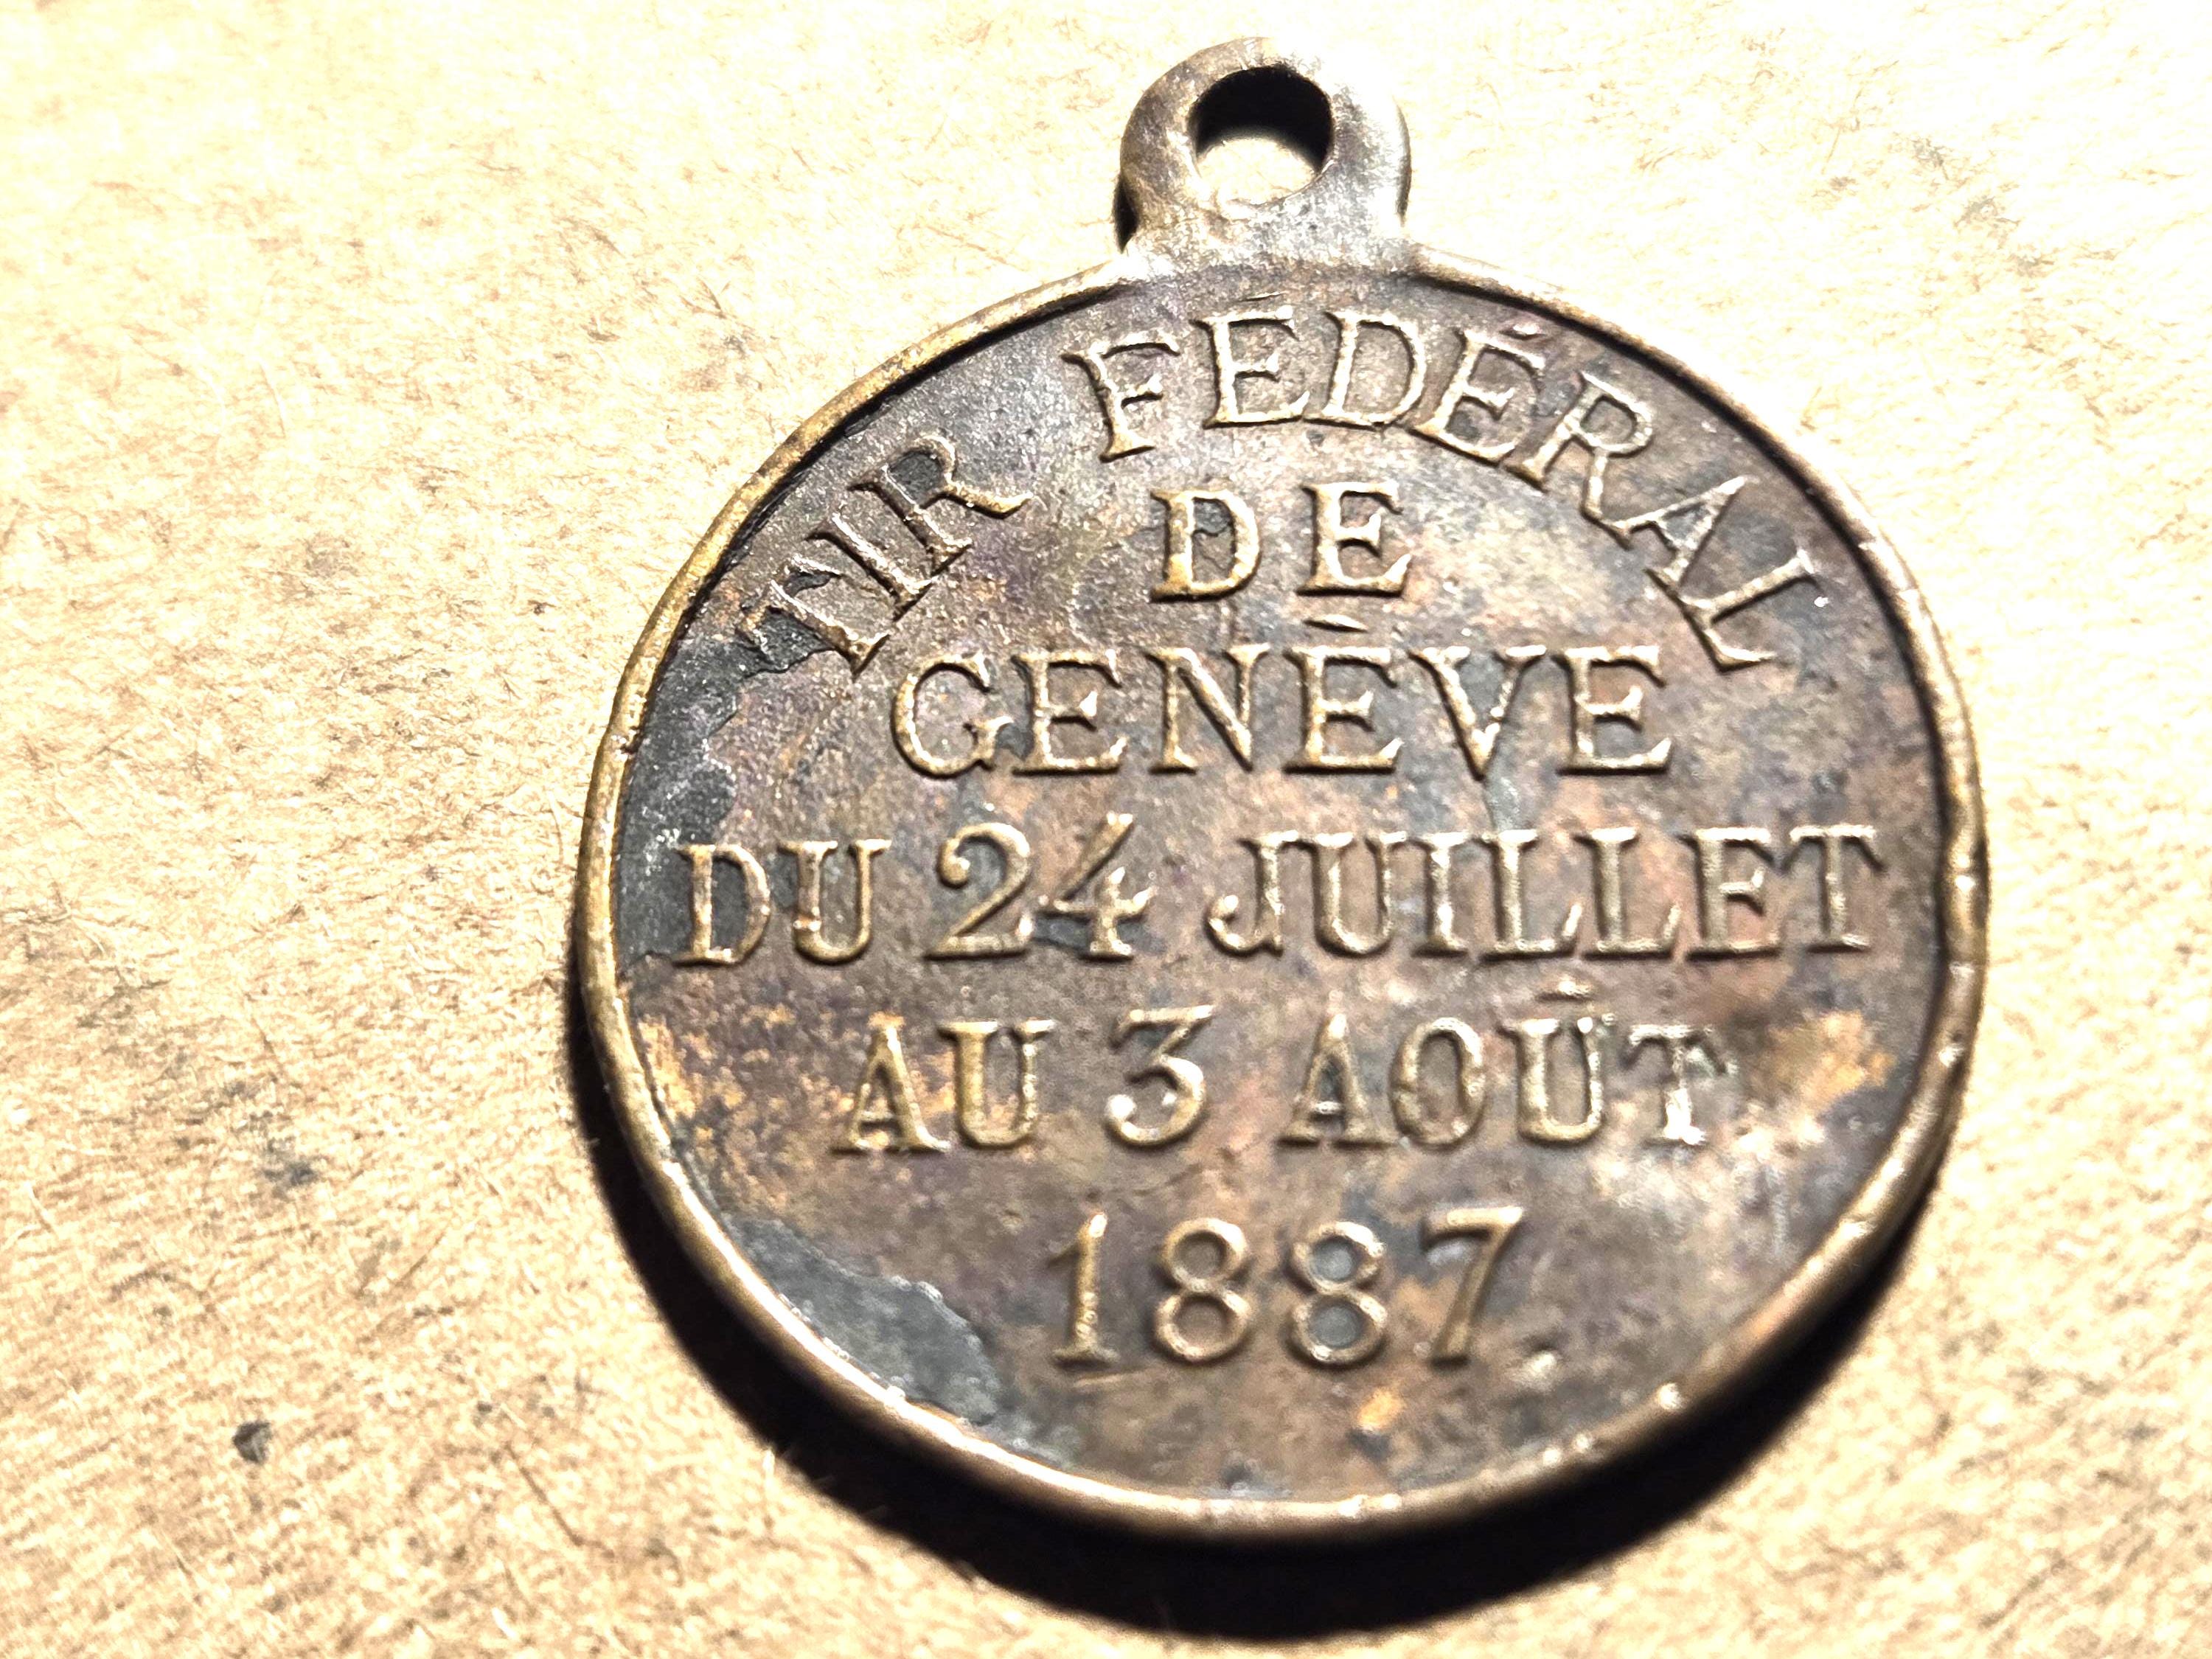 TIR FÉDÉRAL
DE
GENÈVE
DU 24 JUILLET
AU 3 AOÛT
1887